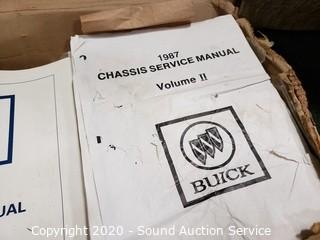 1987
CHASSIS SERVICE MANUAL
Volume II
BUICK
UAL
Copyright 2020 - Sound Auction Service